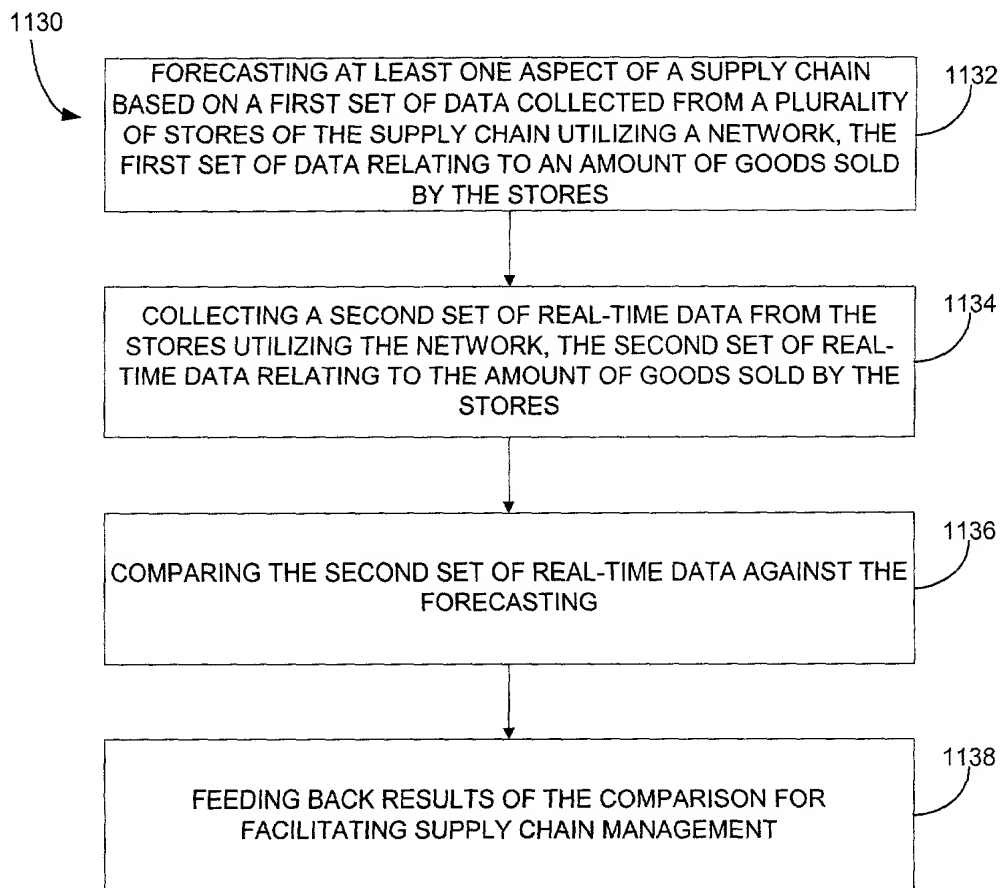 1130
FORECASTING AT LEAST ONE ASPECT OF A SUPPLY CHAIN
BASED ON A FIRST SET OF DATA COLLECTED FROM A PLURALITY
OF STORES OF THE SUPPLY CHAIN UTILIZING A NETWORK, THE
FIRST SET OF DATA RELATING TO AN AMOUNT OF GOODS SOLD
BY THE STORES
1132
COLLECTING A SECOND SET OF REAL-TIME DATA FROM THE
STORES UTILIZING THE NETWORK, THE SECOND SET OF REAL-
TIME DATA RELATING TO THE AMOUNT OF GOODS SOLD BY THE
STORES
1134
COMPARING THE SECOND SET OF REAL-TIME DATA AGAINST THE
FORECASTING
1136
FEEDING BACK RESULTS OF THE COMPARISON FOR
FACILITATING SUPPLY CHAIN MANAGEMENT
1138